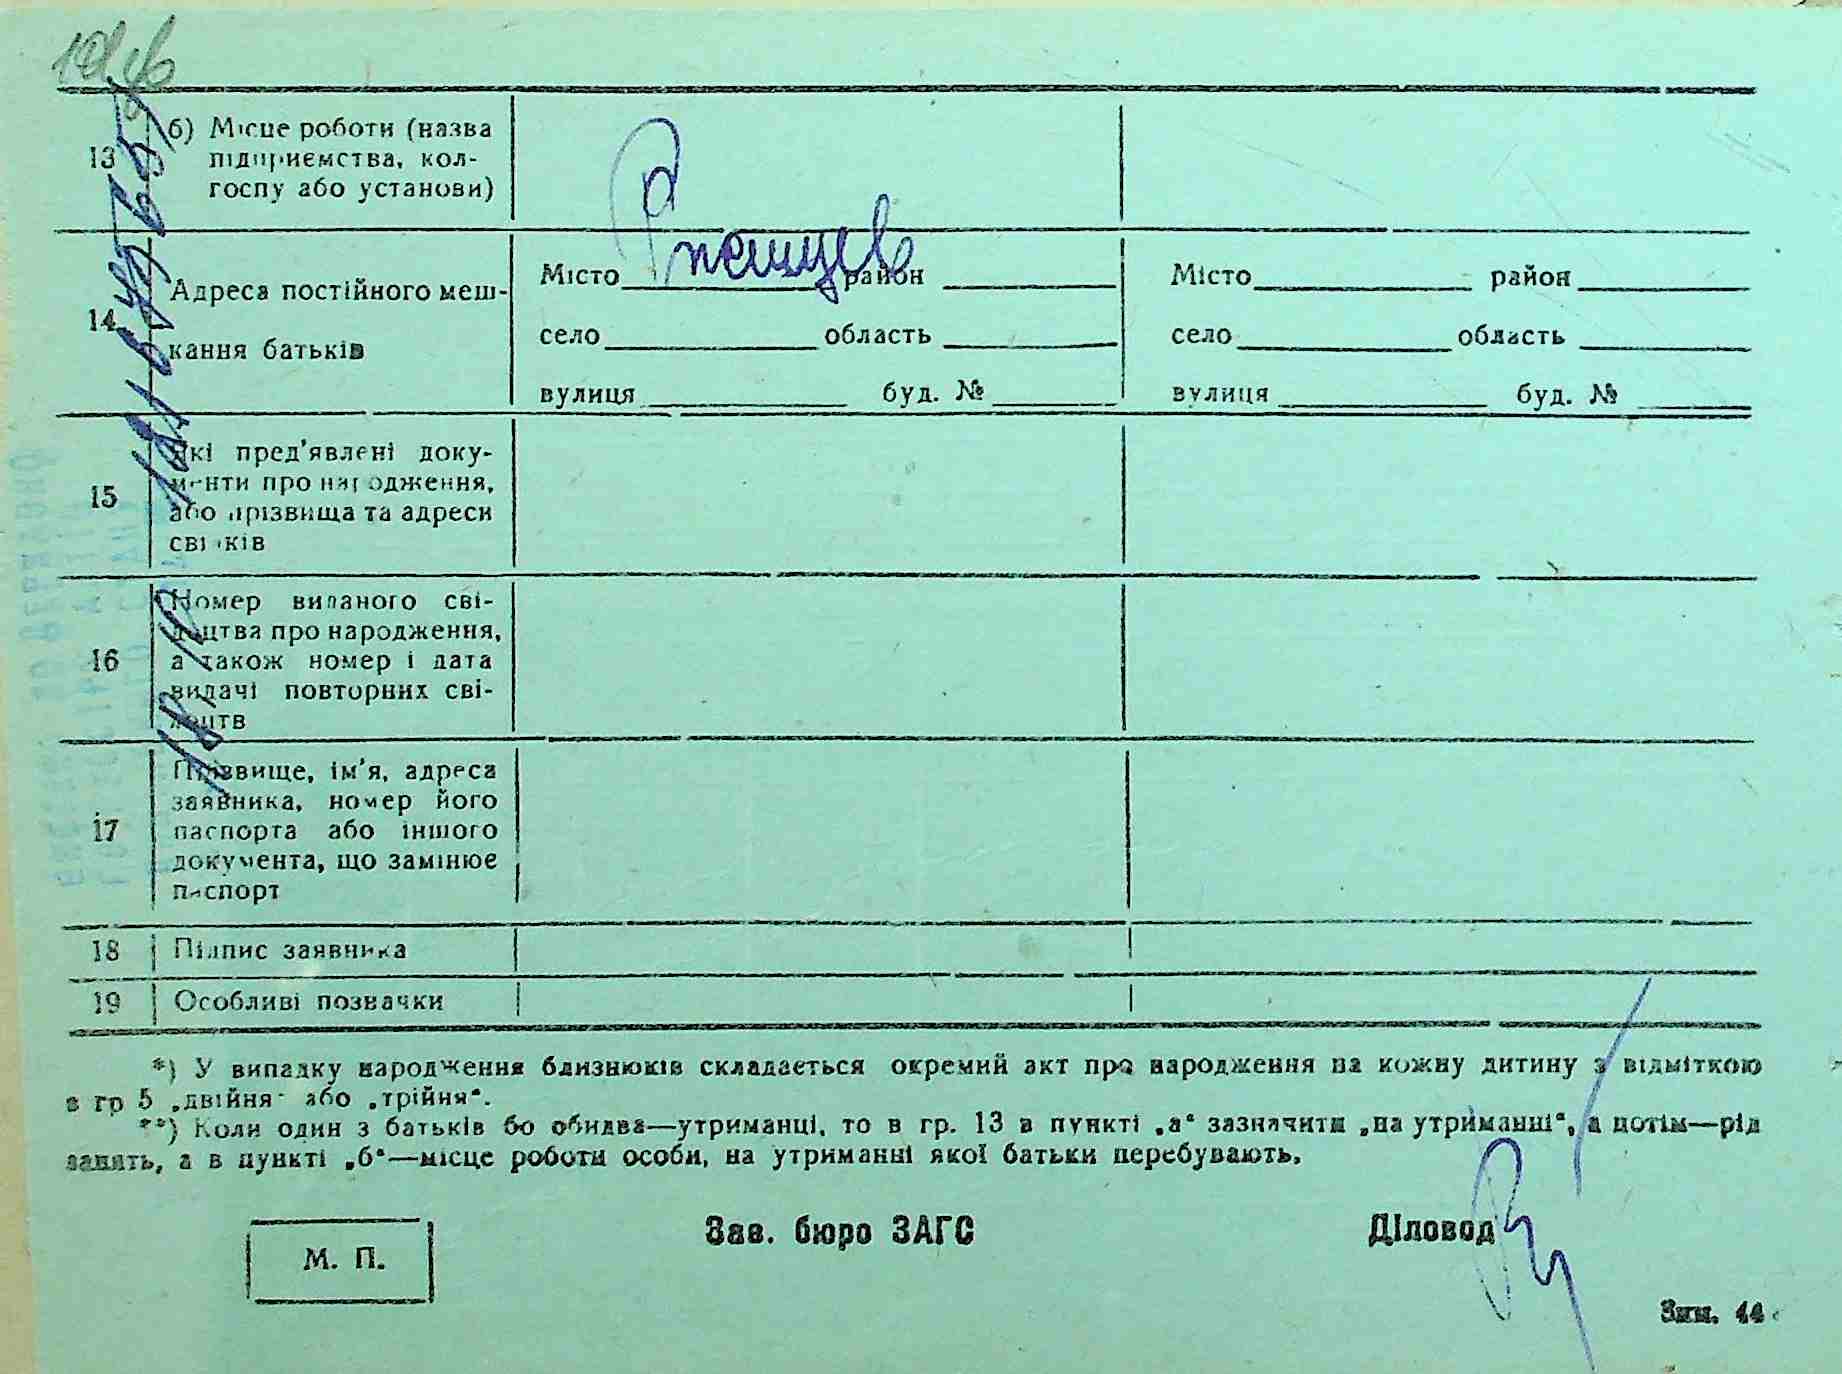 13 б) Місце роботи (назва
підприємства, кол-
госпу або установи)
14 Адреса постійного меш-
кання батьків
Місто район
село область
вулиця буд. №
Місто район
село область
вулиця буд. №
15 Які пред'явлені доку-
менти про народження,
або прізвища та адреси
свідків
16 Номер виданого сві-
доцтва про народження,
а також номер і дата
видачі повторних сві-
доцтв
17 Прізвище, ім'я, адреса
заявника, номер його
паспорта або іншого
документа, що замінює
паспорт
18 Підпис заявника
19 Особливі позначки
*) У випадку народження близнюків складається окремий акт про народження на кожну дитину з відміткою
в гр 5 „двійня" або „трійня".
**) Коли один з батьків бо обидва—утриманці, то в гр. 13 в пункті „а" зазначити „на утриманні", а потім—рід
занять, а в пункті „б"—місце роботи особи, на утриманні якої батьки перебувають.
М. П.
Зав. бюро ЗАГС
Діловод
Зам. 44